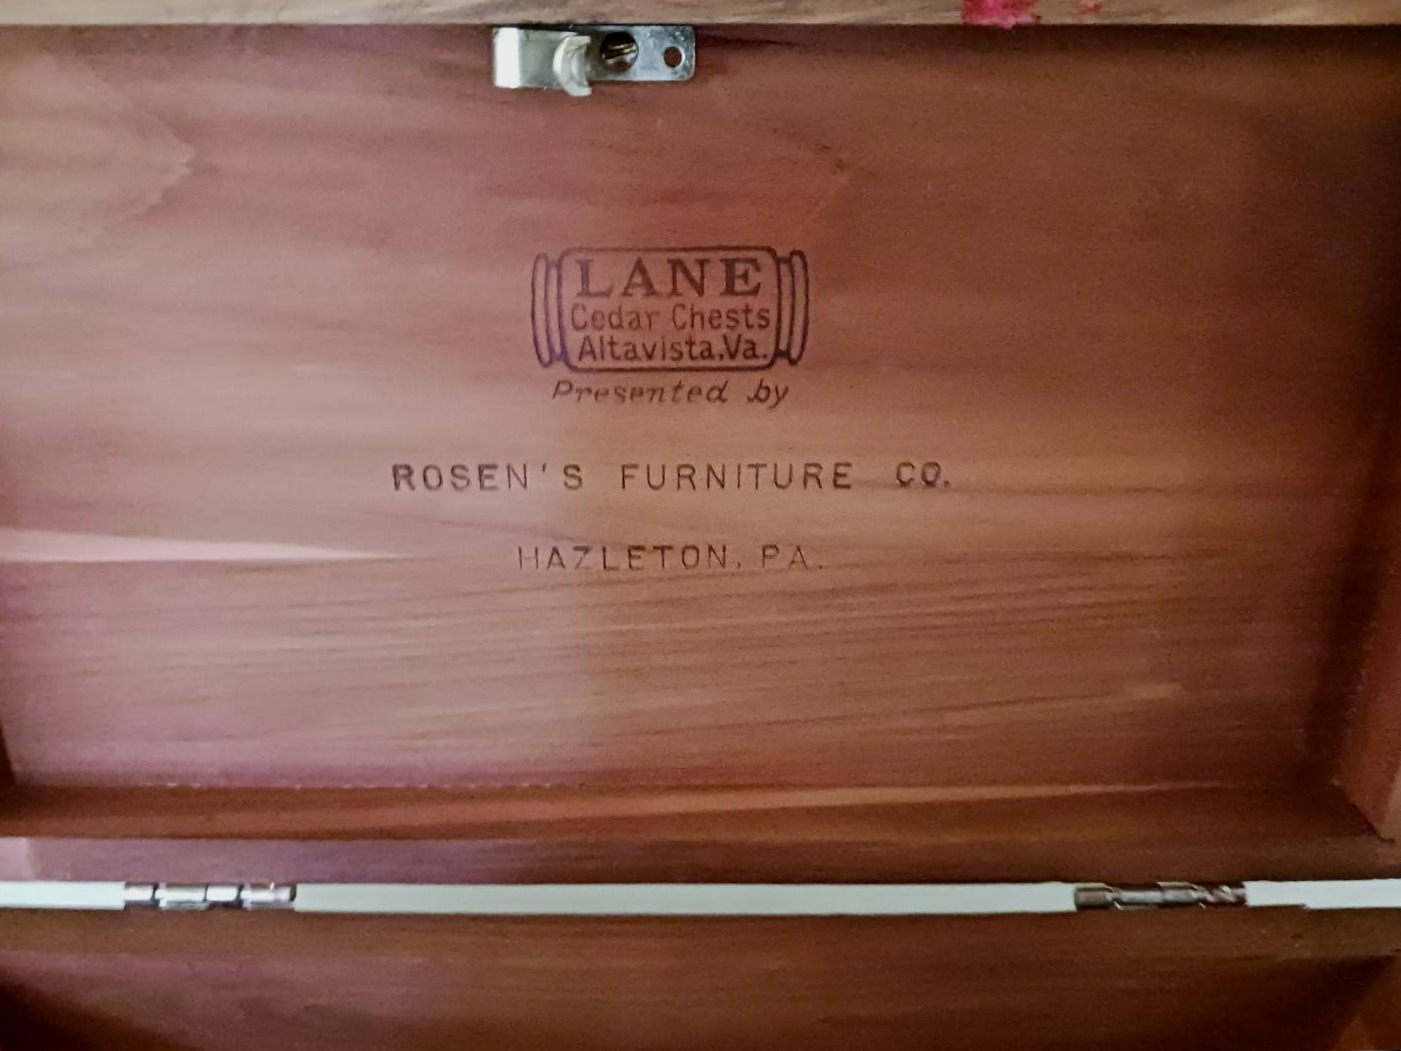 LANE
Cedar Chests
Altavista.Va.
Presented by
ROSEN'S FURNITURE CO.
HAZLETON, PA.